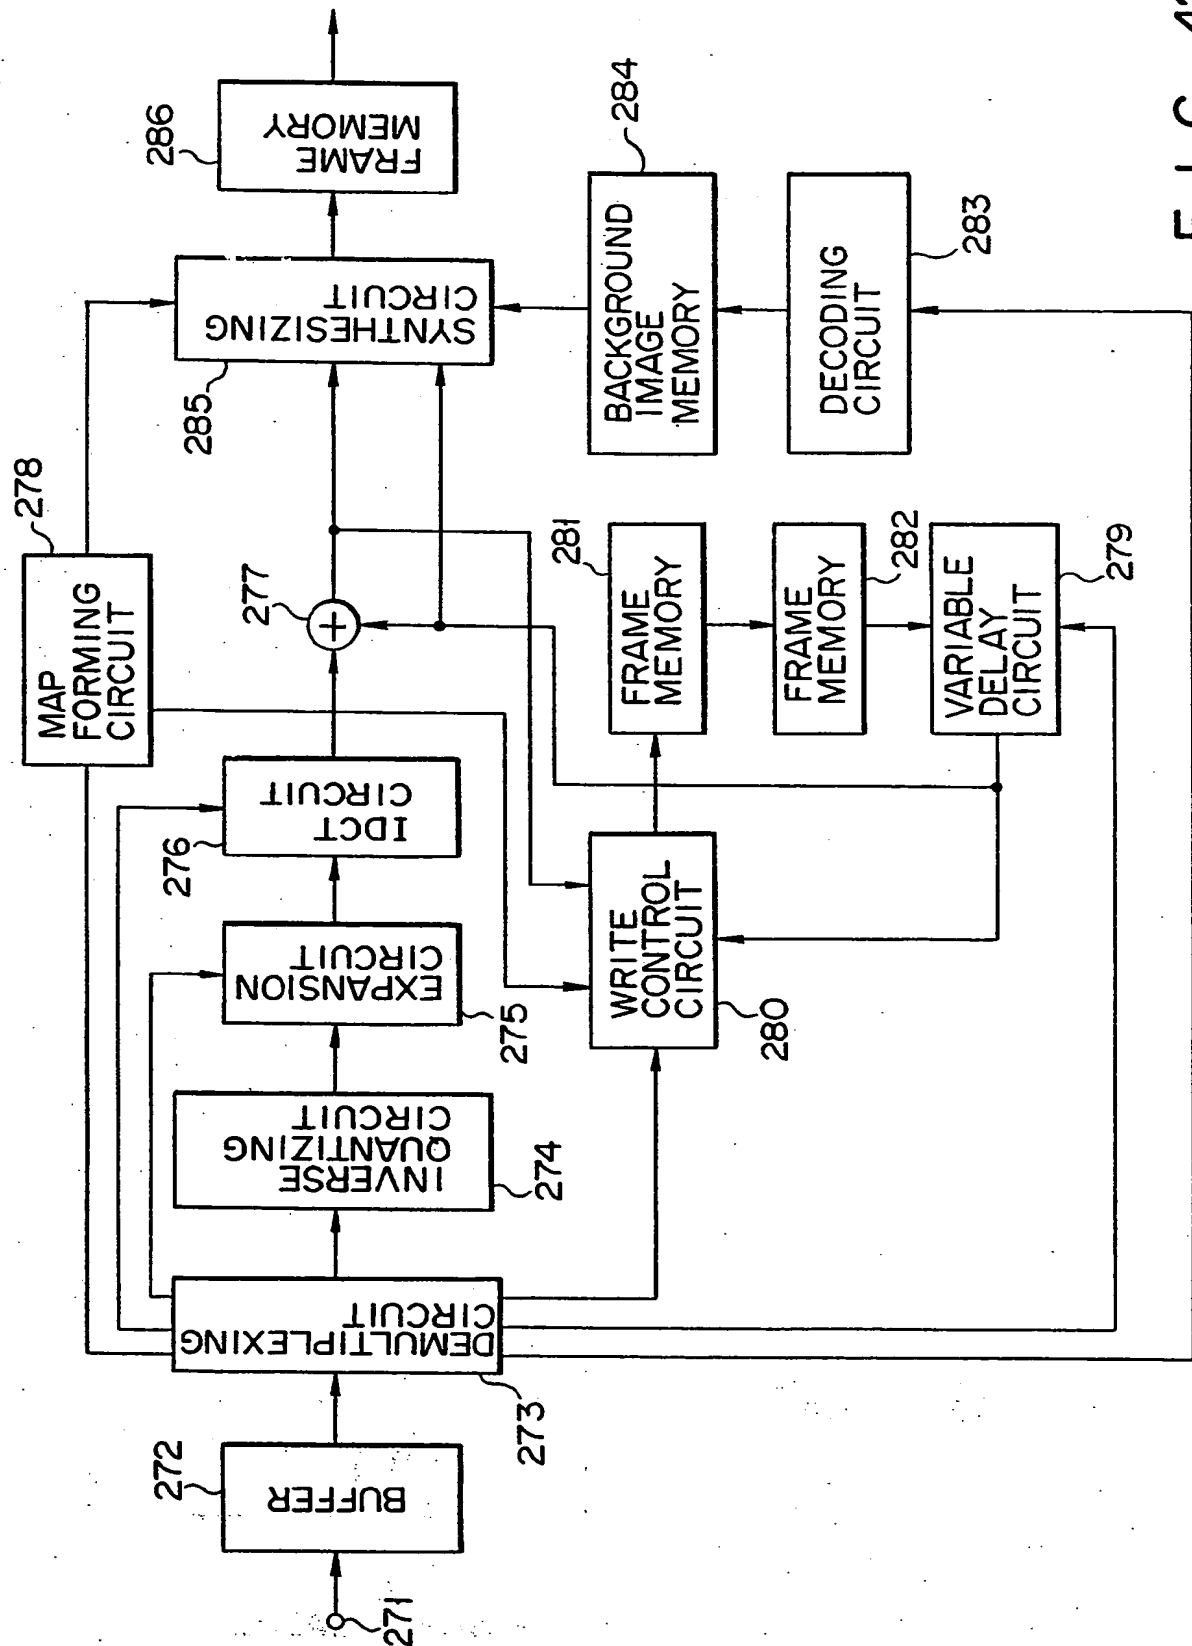 271
BUFFER
272
DEMULTIPLEXING
CIRCUIT
273
INVERSE
QUANTIZING
CIRCUIT
274
EXPANSION
CIRCUIT
275
IDCT
CIRCUIT
276
277
MAP
FORMING
CIRCUIT
278
SYNTHESIZING
CIRCUIT
285
FRAME
MEMORY
286
WRITE
CONTROL
CIRCUIT
280
FRAME
MEMORY
281
FRAME
MEMORY
282
VARIABLE
DELAY
CIRCUIT
279
BACKGROUND
IMAGE
MEMORY
284
DECODING
CIRCUIT
283
+